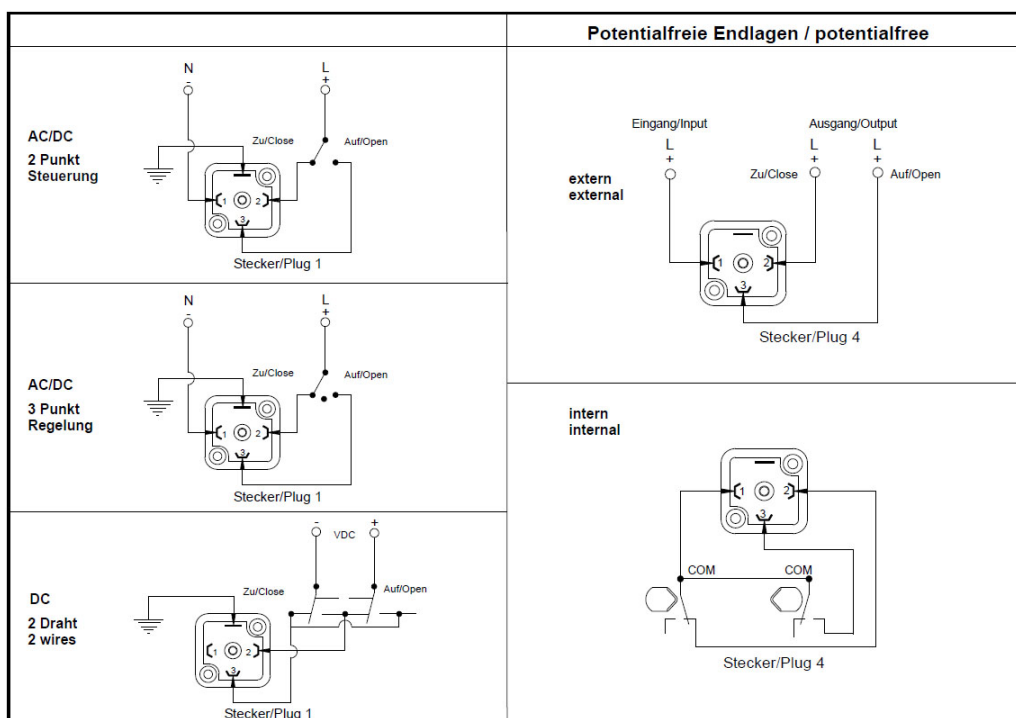 Potentialfreie Endlagen / potentialfree
N
-
L
+
AC/DC
2 Punkt
Steuerung
Zu/Close
Auf/Open
1
2
3
Stecker/Plug 1
N
-
L
+
AC/DC
3 Punkt
Regelung
Zu/Close
Auf/Open
1
2
3
Stecker/Plug 1
-
VDC
+
DC
2 Draht
2 wires
Zu/Close
Auf/Open
1
2
3
Stecker/Plug 1
Eingang/Input
Ausgang/Output
L
+
L
+
L
+
extern
external
Zu/Close
Auf/Open
1
2
3
Stecker/Plug 4
intern
internal
1
2
3
COM
COM
Stecker/Plug 4